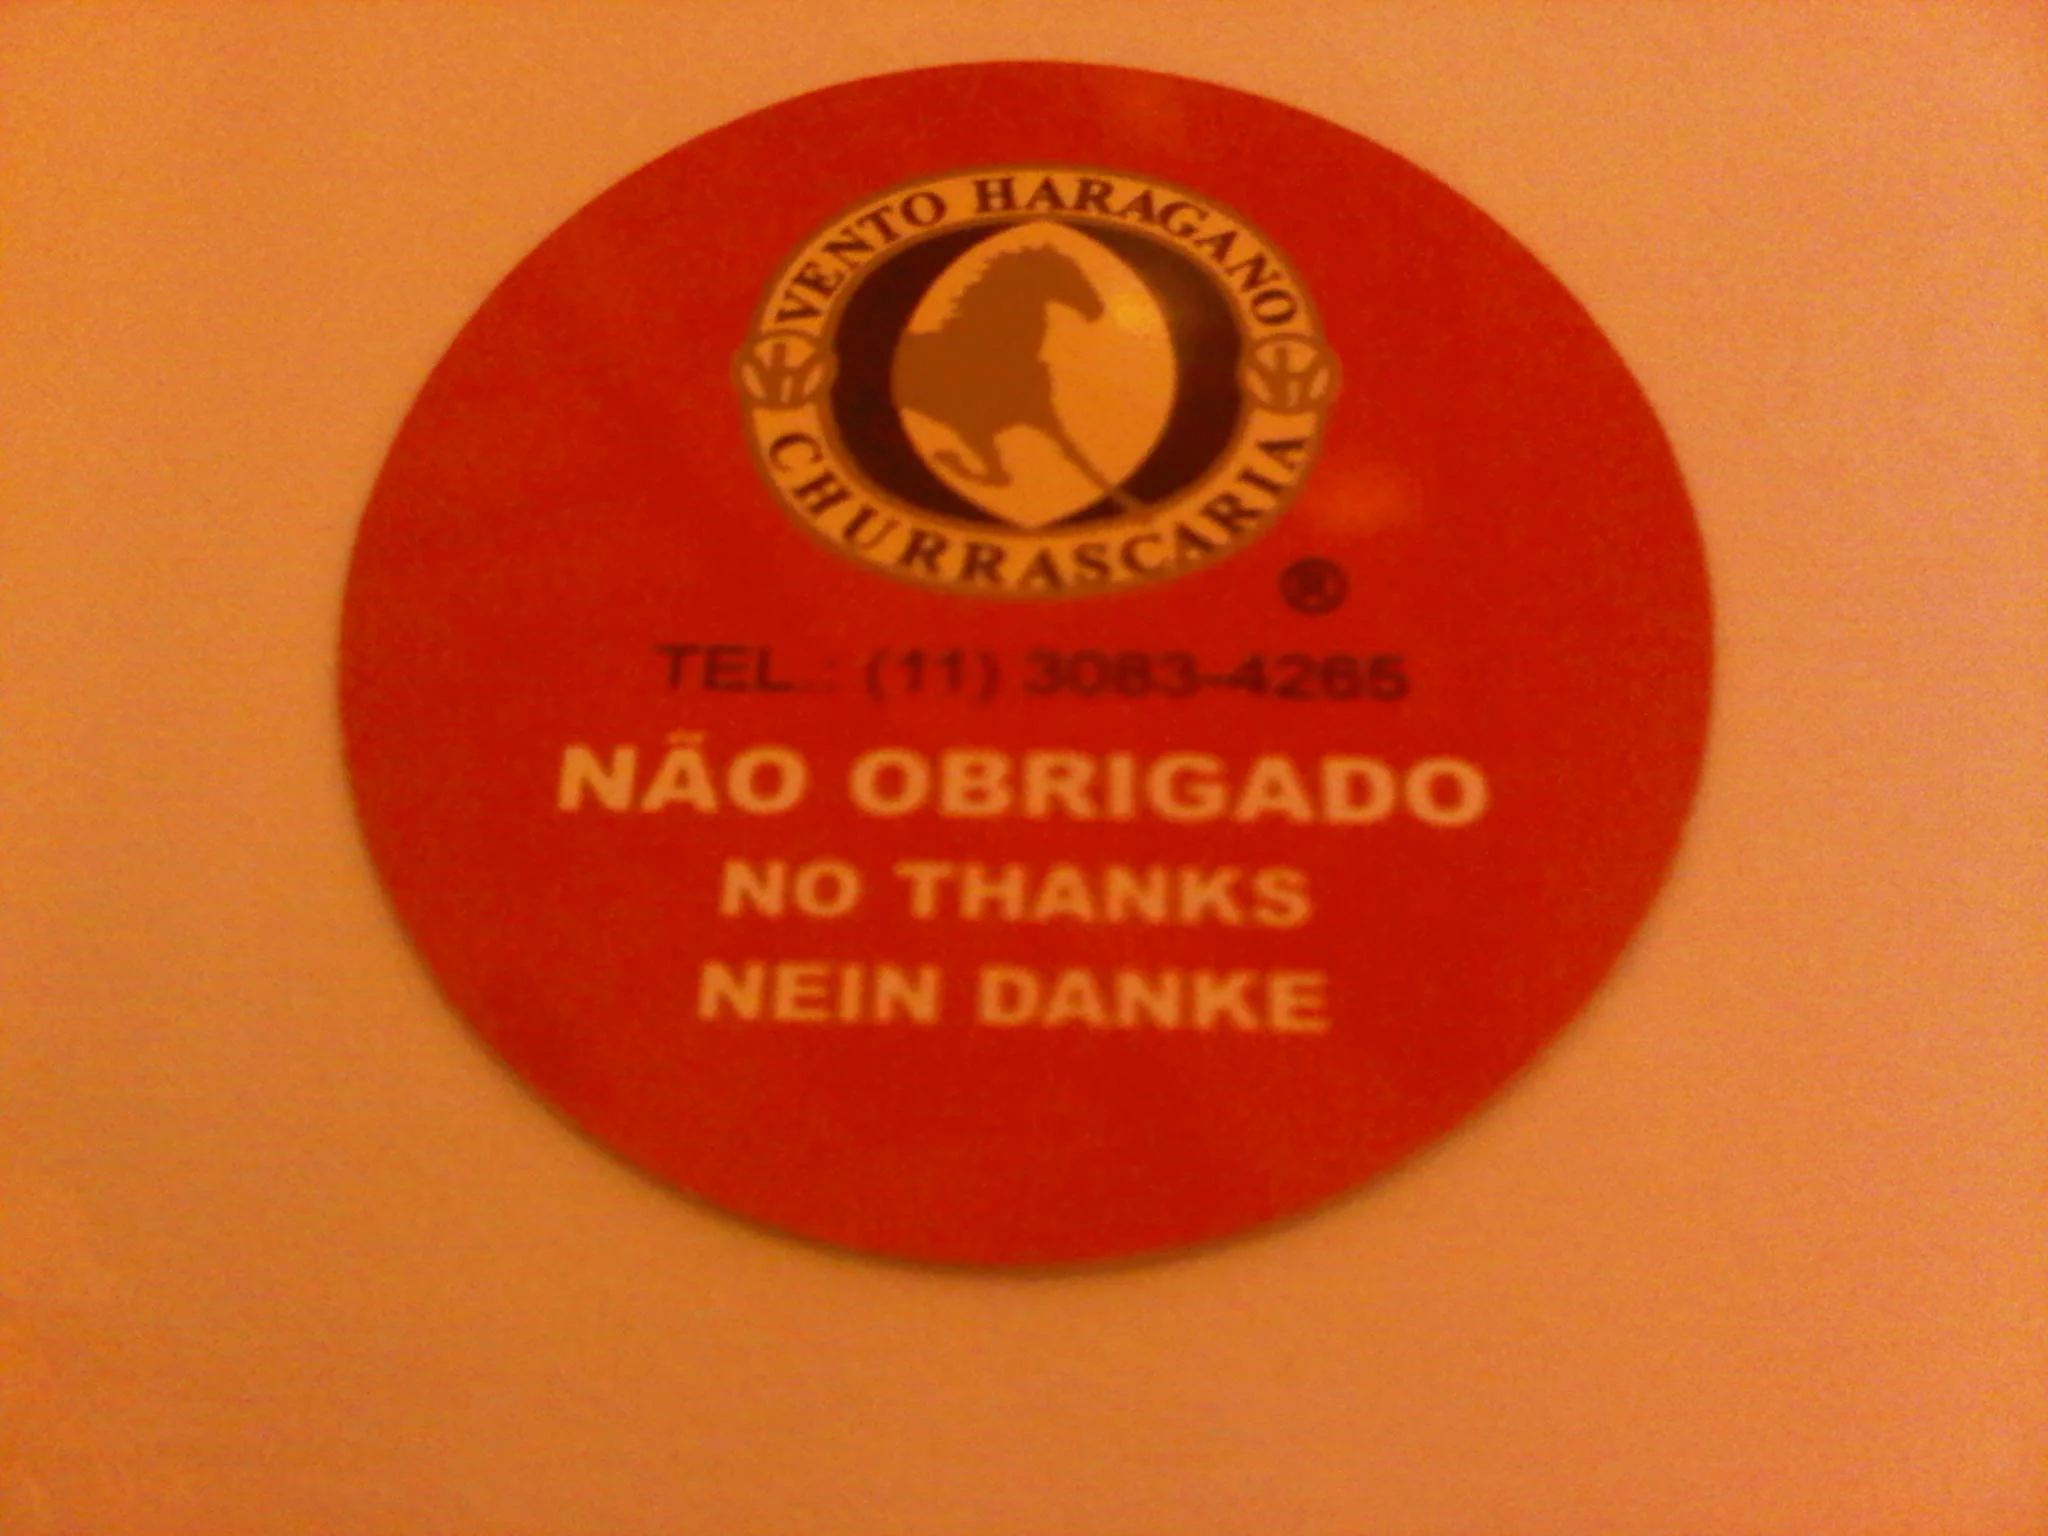 VENTO HARAGANO
CHURRASCARIA
®
TEL.: (11) 3083-4265
NÃO OBRIGADO
NO THANKS
NEIN DANKE